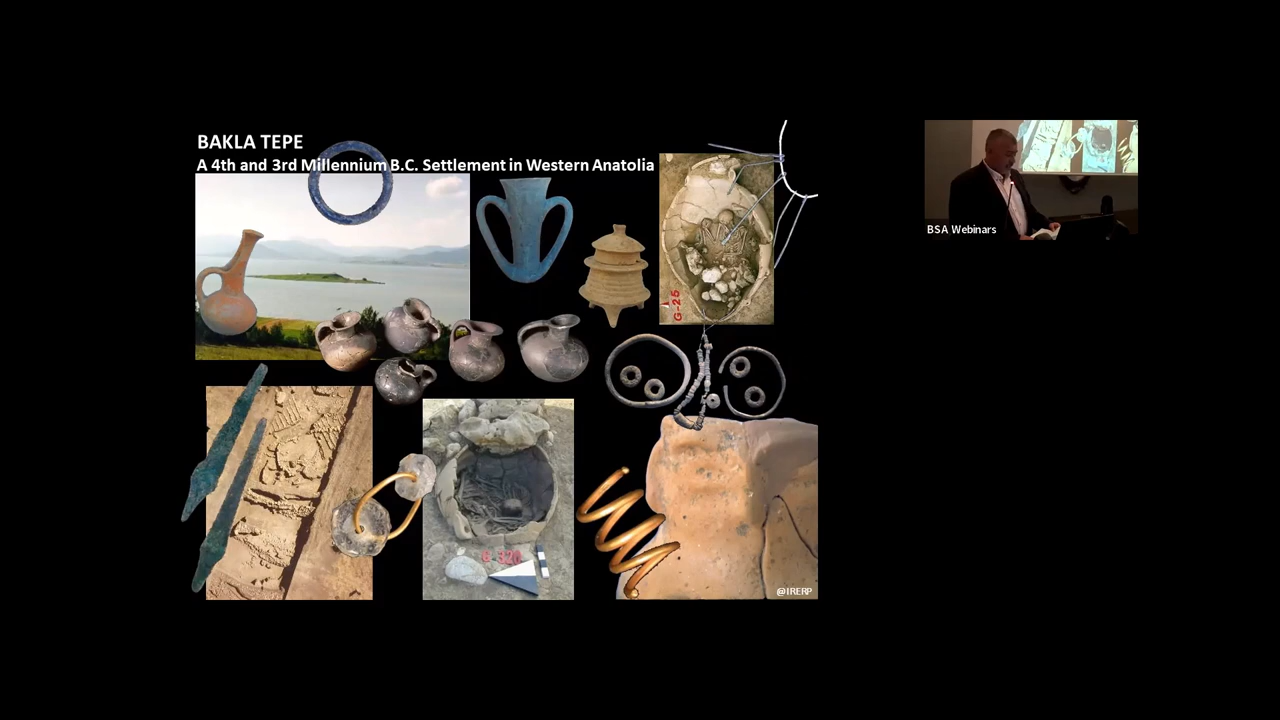 BAKLA TEPE
A 4th and 3rd Millennium B.C. Settlement in Western Anatolia
G-25
G 320
@IRERP
BSA Webinars